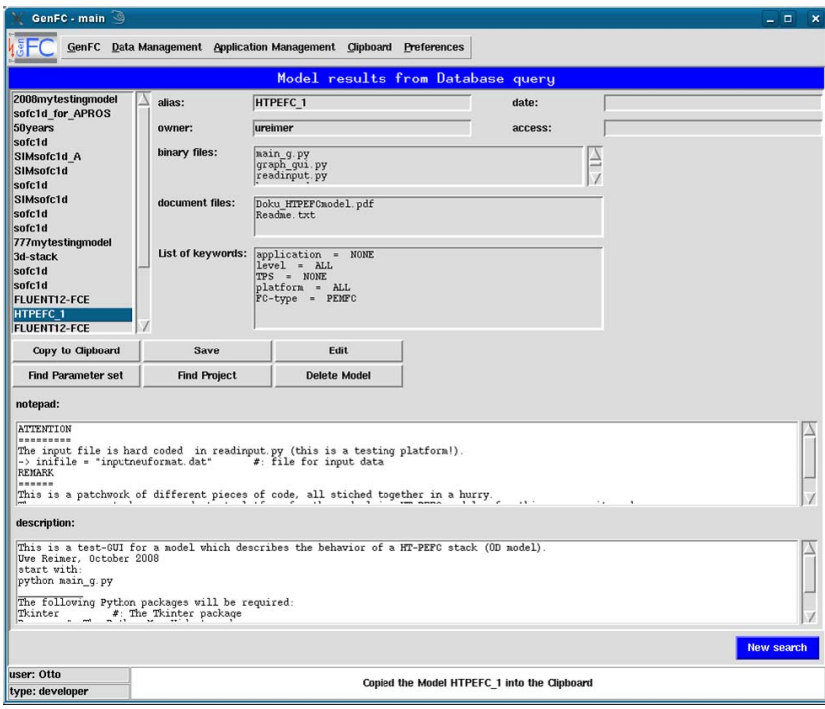 GenFC - main
Gen FC
GenFC Data Management Application Management Clipboard Preferences
Model results from Database query
2008mytestingmodel
sofc1d_for_APROS
50years
sofc1d
SIMsofc1d_A
SIMsofc1d
sofc1d
SIMsofc1d
sofc1d
sofc1d
777mytestingmodel
3d-stack
sofc1d
sofc1d
FLUENT12-FCE
HTPEFC_1
FLUENT12-FCE
alias: HTPEFC_1 date:
owner: ureimer access:
binary files:
main_g.py
graph_gui.py
readinput.py
document files:
Doku_HTPEFCmodel.pdf
Readme.txt
List of keywords:
application = NONE
level = ALL
TPS = NONE
platform = ALL
FC-type = PEMFC
Copy to Clipboard Save Edit
Find Parameter set Find Project Delete Model
notepad:
ATTENTION
=========
The input file is hard coded in readinput.py (this is a testing platform!).
-> inifile = "inputneuformat.dat" #: file for input data
REMARK
======
This is a patchwork of different pieces of code, all stiched together in a hurry.
description:
This is a test-GUI for a model which describes the behavior of a HT-PEFC stack (0D model).
Uwe Reimer, October 2008
start with:
python main_g.py
___________
The following Python packages will be required:
Tkinter #: The Tkinter package
New search
user: Otto
type: developer
Copied the Model HTPEFC_1 into the Clipboard